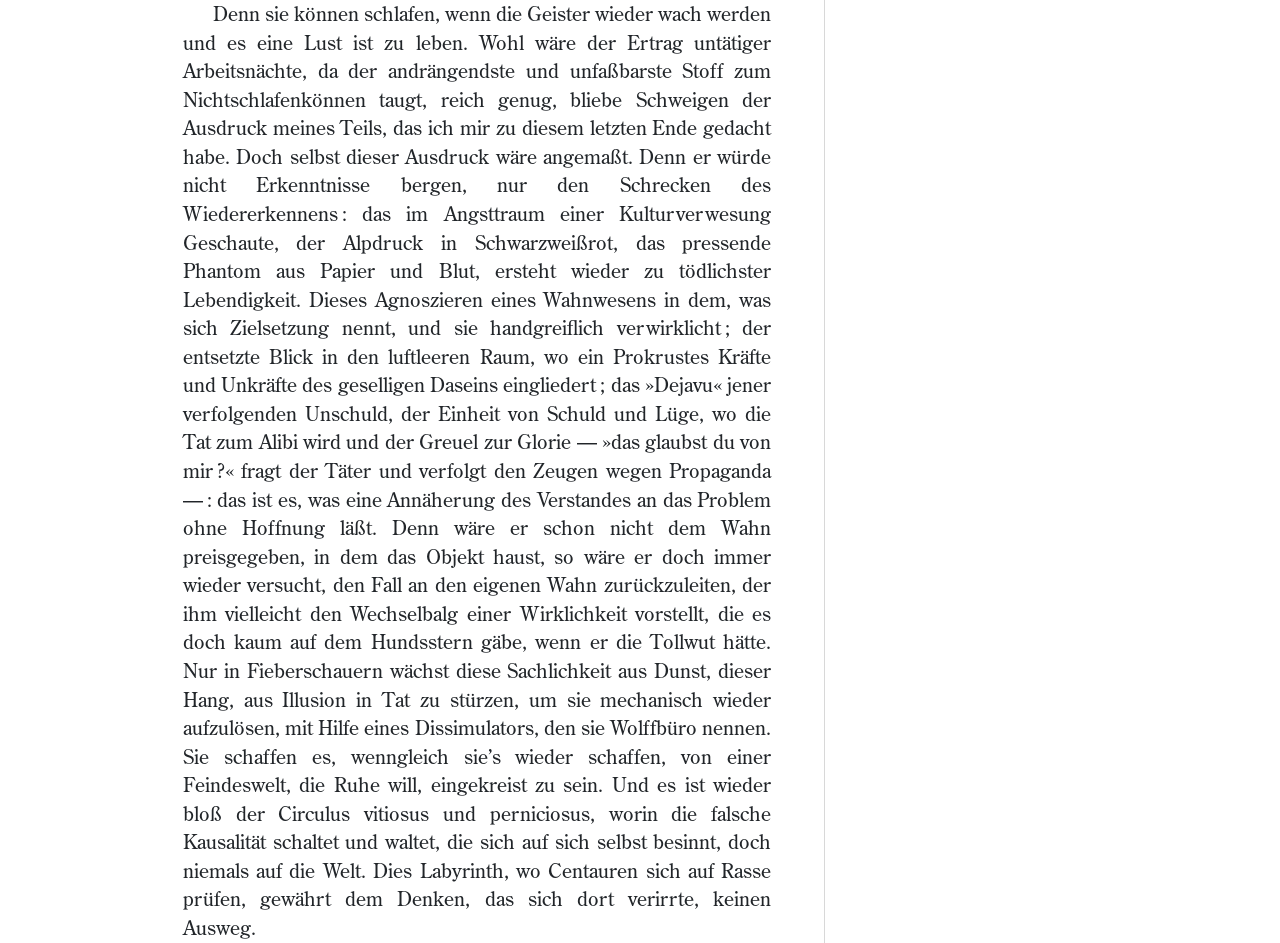 Denn sie können schlafen, wenn die Geister wieder wach werden
und es eine Lust ist zu leben. Wohl wäre der Ertrag untätiger
Arbeitsnächte, da der andrängendste und unfaßbarste Stoff zum
Nichtschlafenkönnen taugt, reich genug, bliebe Schweigen der
Ausdruck meines Teils, das ich mir zu diesem letzten Ende gedacht
habe. Doch selbst dieser Ausdruck wäre angemaßt. Denn er würde
nicht Erkenntnisse bergen, nur den Schrecken des
Wiedererkennens : das im Angsttraum einer Kulturverwesung
Geschaute, der Alpdruck in Schwarzweißrot, das pressende
Phantom aus Papier und Blut, ersteht wieder zu tödlichster
Lebendigkeit. Dieses Agnoszieren eines Wahnwesens in dem, was
sich Zielsetzung nennt, und sie handgreiflich verwirklicht ; der
entsetzte Blick in den luftleeren Raum, wo ein Prokrustes Kräfte
und Unkräfte des geselligen Daseins eingliedert ; das »Dejavu« jener
verfolgenden Unschuld, der Einheit von Schuld und Lüge, wo die
Tat zum Alibi wird und der Greuel zur Glorie — »das glaubst du von
mir ?« fragt der Täter und verfolgt den Zeugen wegen Propaganda
— : das ist es, was eine Annäherung des Verstandes an das Problem
ohne Hoffnung läßt. Denn wäre er schon nicht dem Wahn
preisgegeben, in dem das Objekt haust, so wäre er doch immer
wieder versucht, den Fall an den eigenen Wahn zurückzuleiten, der
ihm vielleicht den Wechselbalg einer Wirklichkeit vorstellt, die es
doch kaum auf dem Hundsstern gäbe, wenn er die Tollwut hätte.
Nur in Fieberschauern wächst diese Sachlichkeit aus Dunst, dieser
Hang, aus Illusion in Tat zu stürzen, um sie mechanisch wieder
aufzulösen, mit Hilfe eines Dissimulators, den sie Wolffbüro nennen.
Sie schaffen es, wenngleich sie’s wieder schaffen, von einer
Feindeswelt, die Ruhe will, eingekreist zu sein. Und es ist wieder
bloß der Circulus vitiosus und perniciosus, worin die falsche
Kausalität schaltet und waltet, die sich auf sich selbst besinnt, doch
niemals auf die Welt. Dies Labyrinth, wo Centauren sich auf Rasse
prüfen, gewährt dem Denken, das sich dort verirrte, keinen
Ausweg.